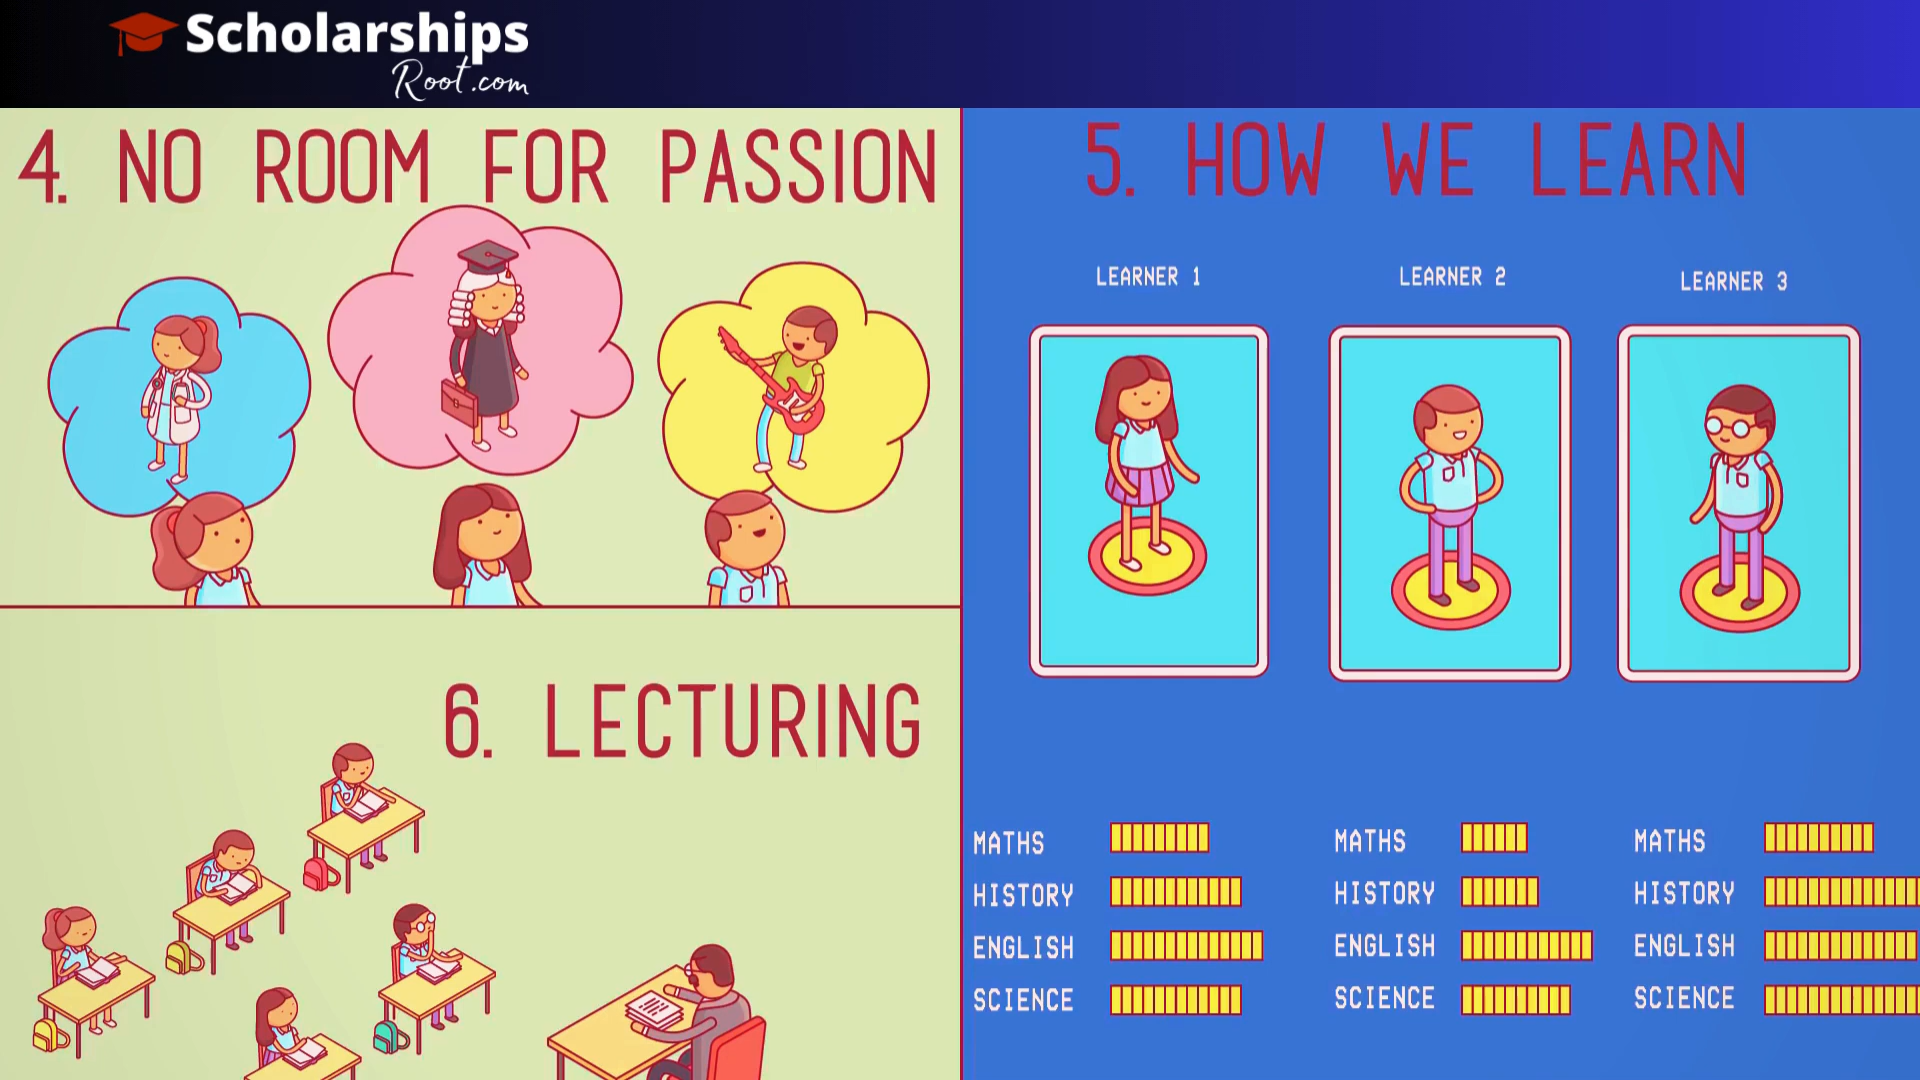 Scholarships
Root.com
4. NO ROOM FOR PASSION
5. HOW WE LEARN
LEARNER 1
LEARNER 2
LEARNER 3
6. LECTURING
MATHS
HISTORY
ENGLISH
SCIENCE
MATHS
HISTORY
ENGLISH
SCIENCE
MATHS
HISTORY
ENGLISH
SCIENCE